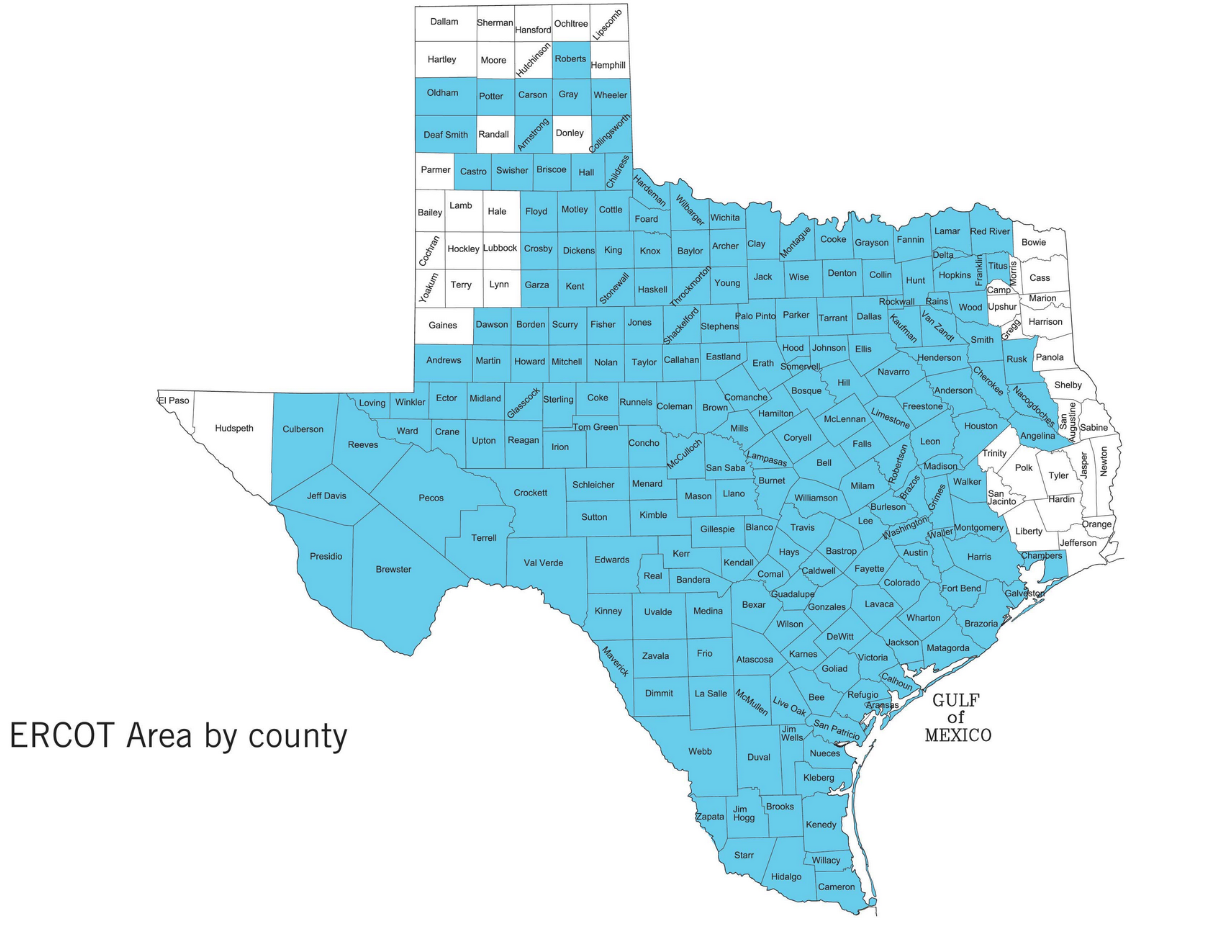 Dallam
Sherman
Hansford
Ochiltree
Lipscomb
Hartley
Moore
Hutchinson
Roberts
Hemphill
Oldham
Potter
Carson
Gray
Wheeler
Deaf Smith
Randall
Armstrong
Donley
Collingsworth
Parmer
Castro
Swisher
Briscoe
Hall
Childress
Hardeman
Bailey
Lamb
Hale
Floyd
Motley
Cottle
Foard
Wilbarger
Wichita
Cochran
Hockley
Lubbock
Crosby
Dickens
King
Knox
Baylor
Archer
Clay
Montague
Cooke
Grayson
Fannin
Lamar
Red River
Bowie
Delta
Yoakum
Terry
Lynn
Garza
Kent
Stonewall
Haskell
Throckmorton
Young
Jack
Wise
Denton
Collin
Hunt
Hopkins
Franklin
Titus
Morris
Cass
Camp
Marion
Gaines
Dawson
Borden
Scurry
Fisher
Jones
Shackelford
Stephens
Palo Pinto
Parker
Tarrant
Dallas
Rockwall
Kaufman
Rains
Van Zandt
Wood
Upshur
Gregg
Harrison
Andrews
Martin
Howard
Mitchell
Nolan
Taylor
Callahan
Eastland
Erath
Hood
Somervell
Johnson
Ellis
Navarro
Henderson
Smith
Rusk
Panola
El Paso
Hudspeth
Culberson
Reeves
Loving
Winkler
Ector
Midland
Glasscock
Sterling
Coke
Runnels
Coleman
Brown
Comanche
Hamilton
Bosque
Hill
Freestone
Anderson
Cherokee
Nacogdoches
Shelby
San
Augustine
Sabine
Ward
Crane
Upton
Reagan
Irion
Tom Green
Concho
McCulloch
San Saba
Mills
Lampasas
Coryell
McLennan
Limestone
Falls
Robertson
Leon
Houston
Angelina
Trinity
Polk
Tyler
Jasper
Newton
Jeff Davis
Pecos
Crockett
Schleicher
Menard
Mason
Llano
Burnet
Bell
Williamson
Milam
Brazos
Madison
Grimes
Walker
San
Jacinto
Hardin
Orange
Presidio
Brewster
Terrell
Val Verde
Sutton
Kimble
Gillespie
Blanco
Travis
Lee
Burleson
Washington
Waller
Montgomery
Liberty
Jefferson
Edwards
Real
Kerr
Bandera
Kendall
Comal
Hays
Caldwell
Bastrop
Fayette
Austin
Colorado
Harris
Chambers
Fort Bend
Galveston
Kinney
Uvalde
Medina
Bexar
Guadalupe
Gonzales
Wilson
Lavaca
Wharton
Brazoria
Maverick
Zavala
Frio
Atascosa
Karnes
DeWitt
Goliad
Victoria
Jackson
Matagorda
Calhoun
Dimmit
La Salle
McMullen
Live Oak
Bee
Refugio
Aransas
San Patricio
Webb
Duval
Jim
Wells
Nueces
Kleberg
Zapata
Jim
Hogg
Brooks
Kenedy
Starr
Hidalgo
Willacy
Cameron
GULF
of
MEXICO
ERCOT Area by county